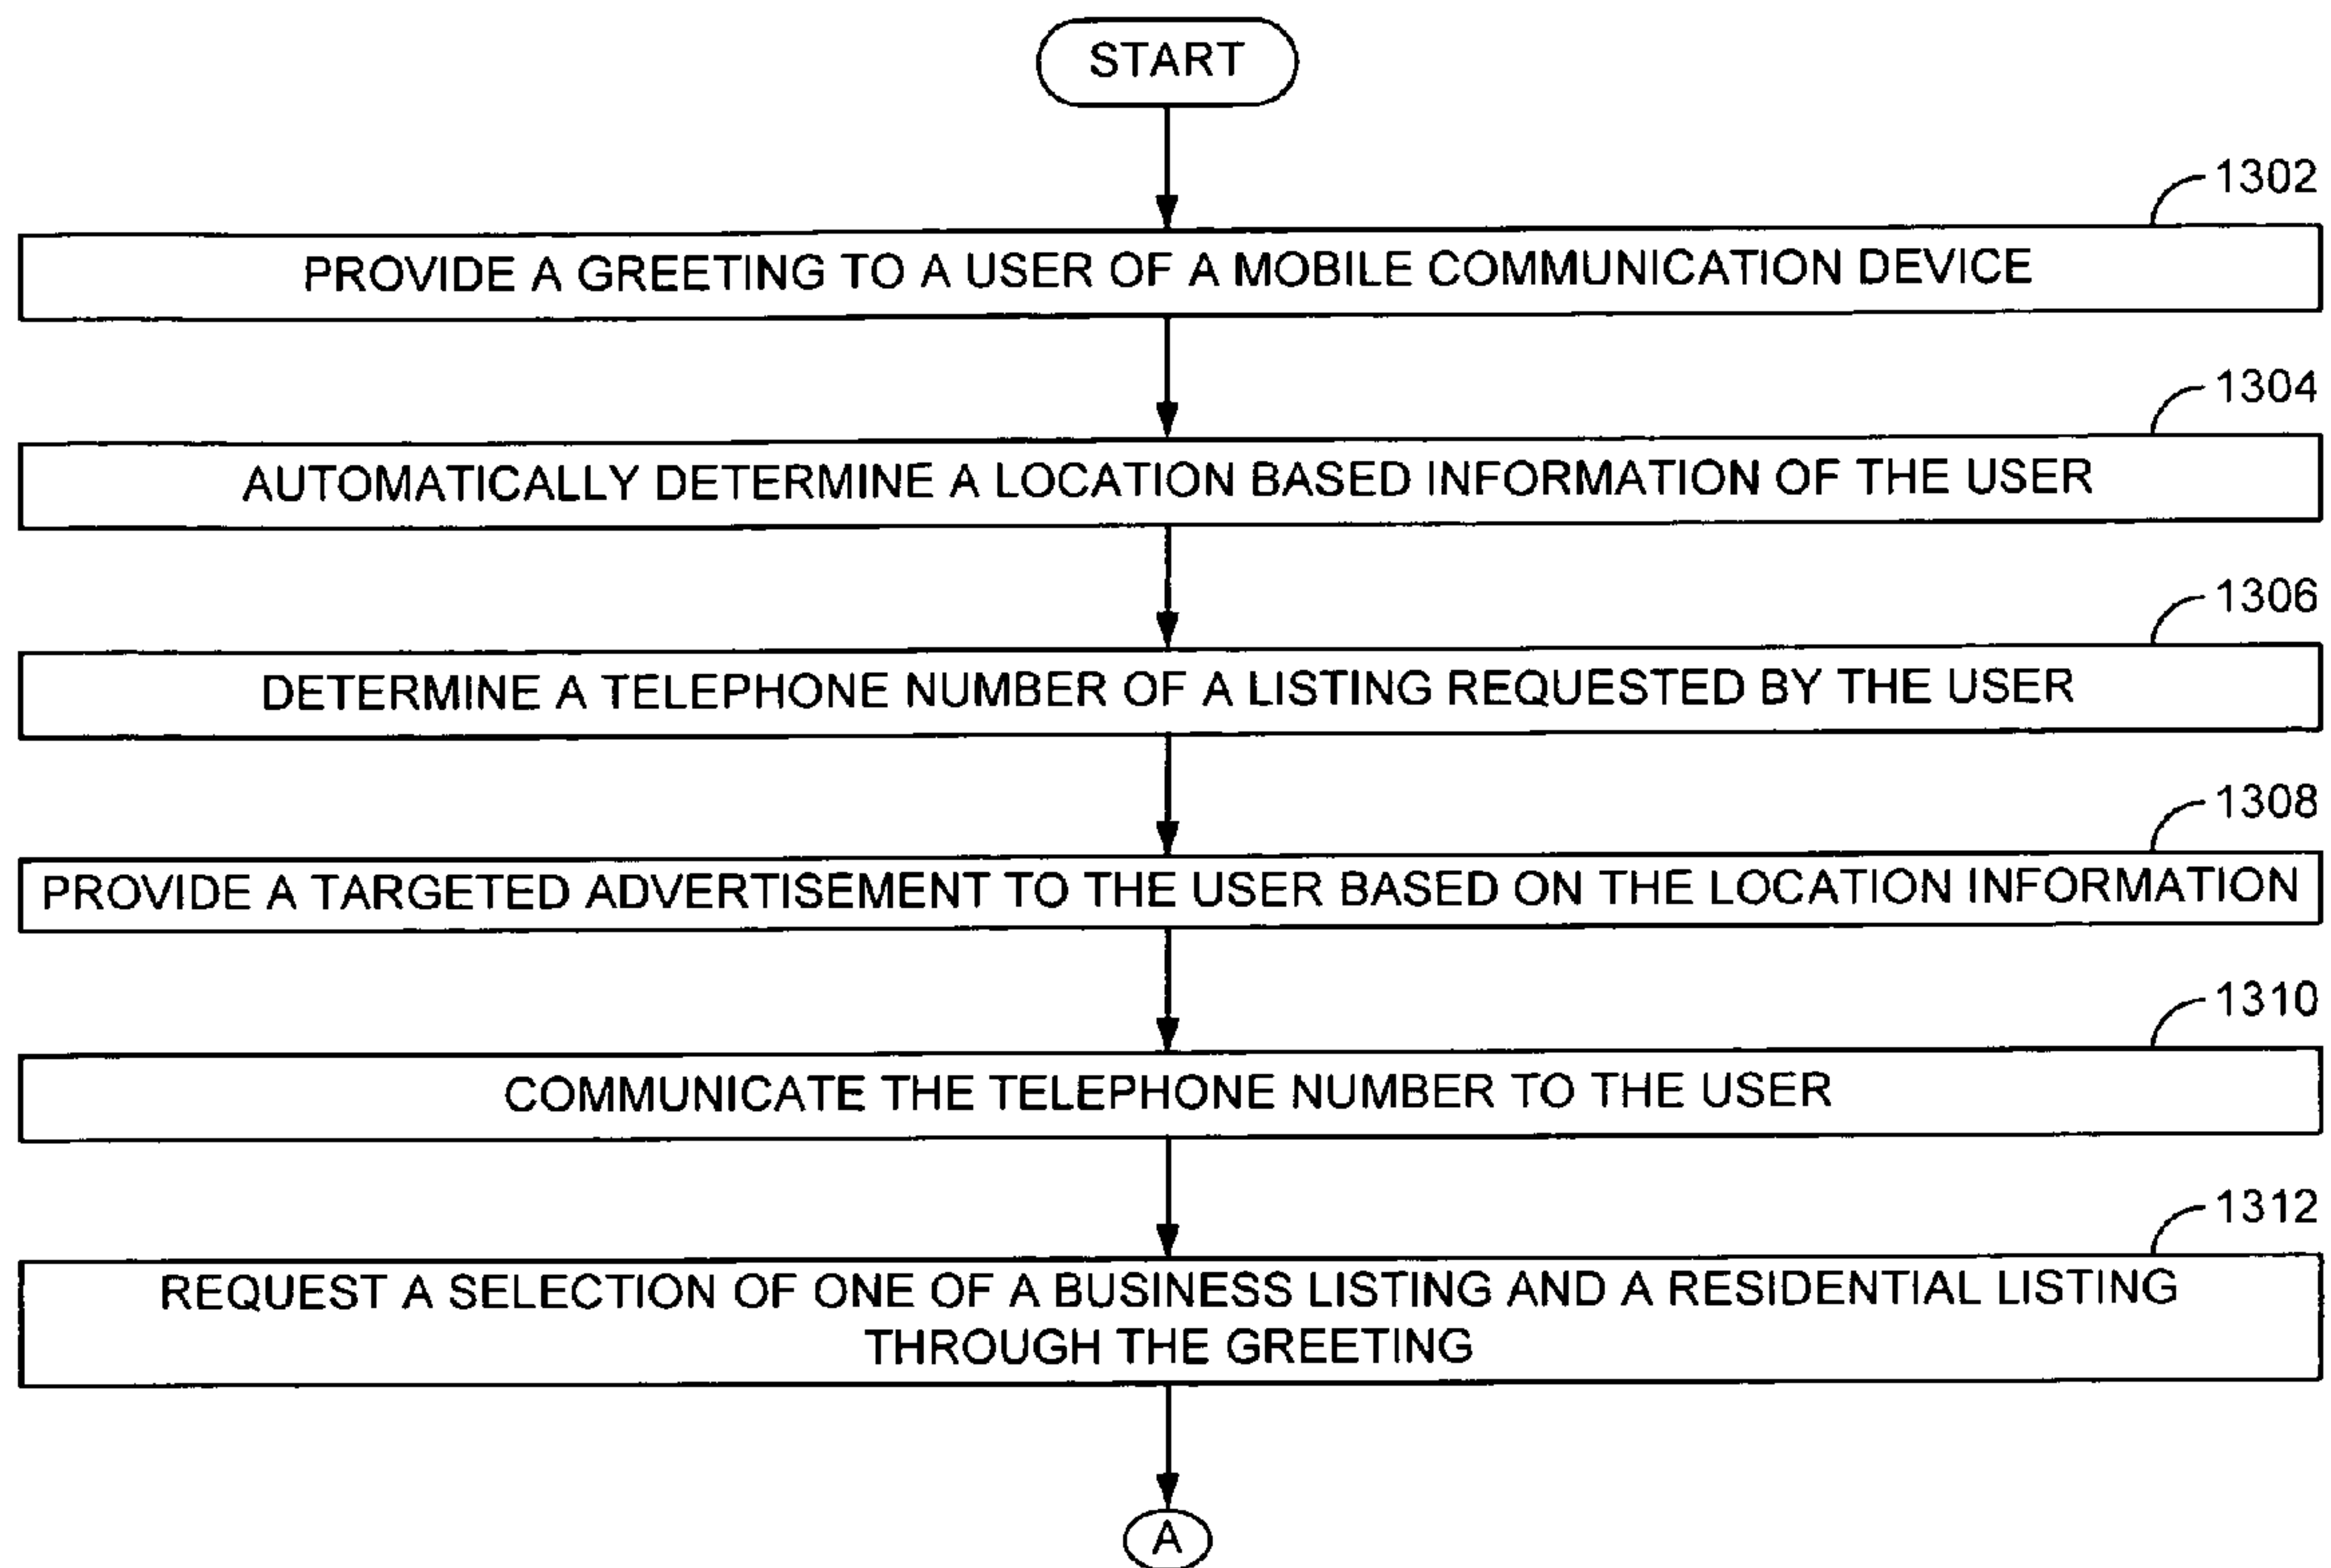 START
1302
PROVIDE A GREETING TO A USER OF A MOBILE COMMUNICATION DEVICE
1304
AUTOMATICALLY DETERMINE A LOCATION BASED INFORMATION OF THE USER
1306
DETERMINE A TELEPHONE NUMBER OF A LISTING REQUESTED BY THE USER
1308
PROVIDE A TARGETED ADVERTISEMENT TO THE USER BASED ON THE LOCATION INFORMATION
1310
COMMUNICATE THE TELEPHONE NUMBER TO THE USER
1312
REQUEST A SELECTION OF ONE OF A BUSINESS LISTING AND A RESIDENTIAL LISTING
THROUGH THE GREETING
A